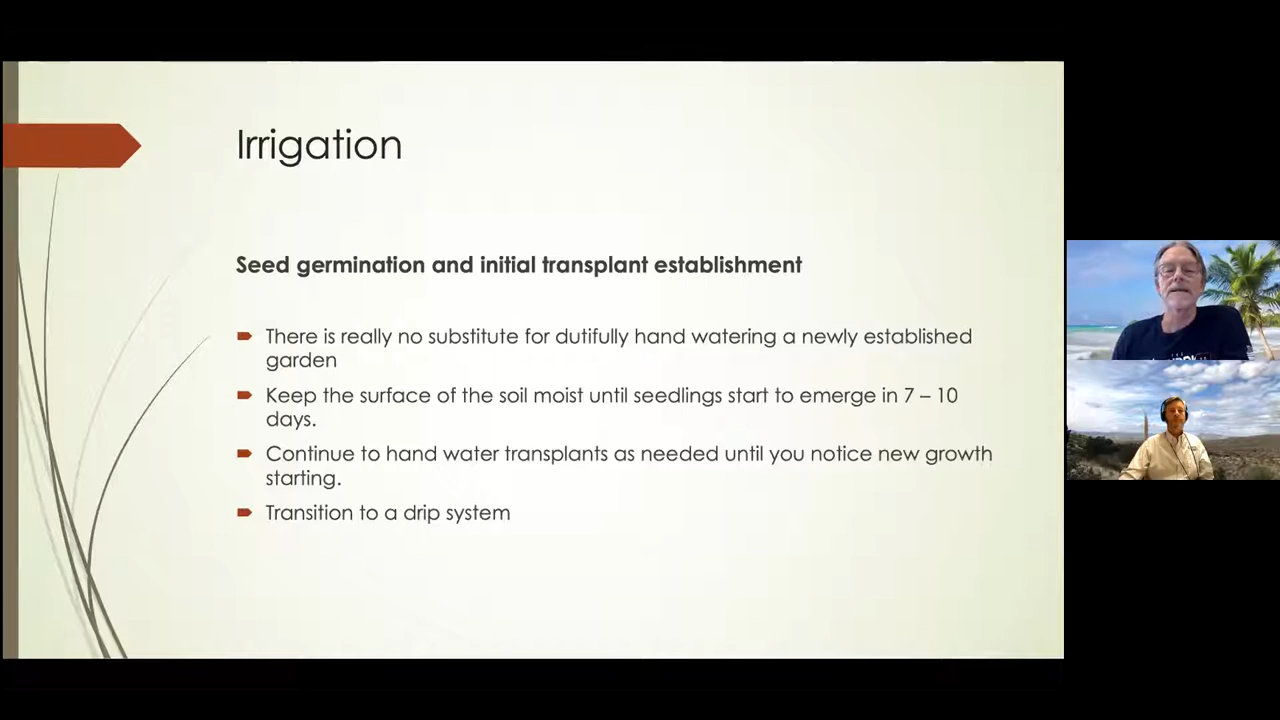 Irrigation
Seed germination and initial transplant establishment
There is really no substitute for dutifully hand watering a newly established
garden
Keep the surface of the soil moist until seedlings start to emerge in 7 – 10
days.
Continue to hand water transplants as needed until you notice new growth
starting.
Transition to a drip system